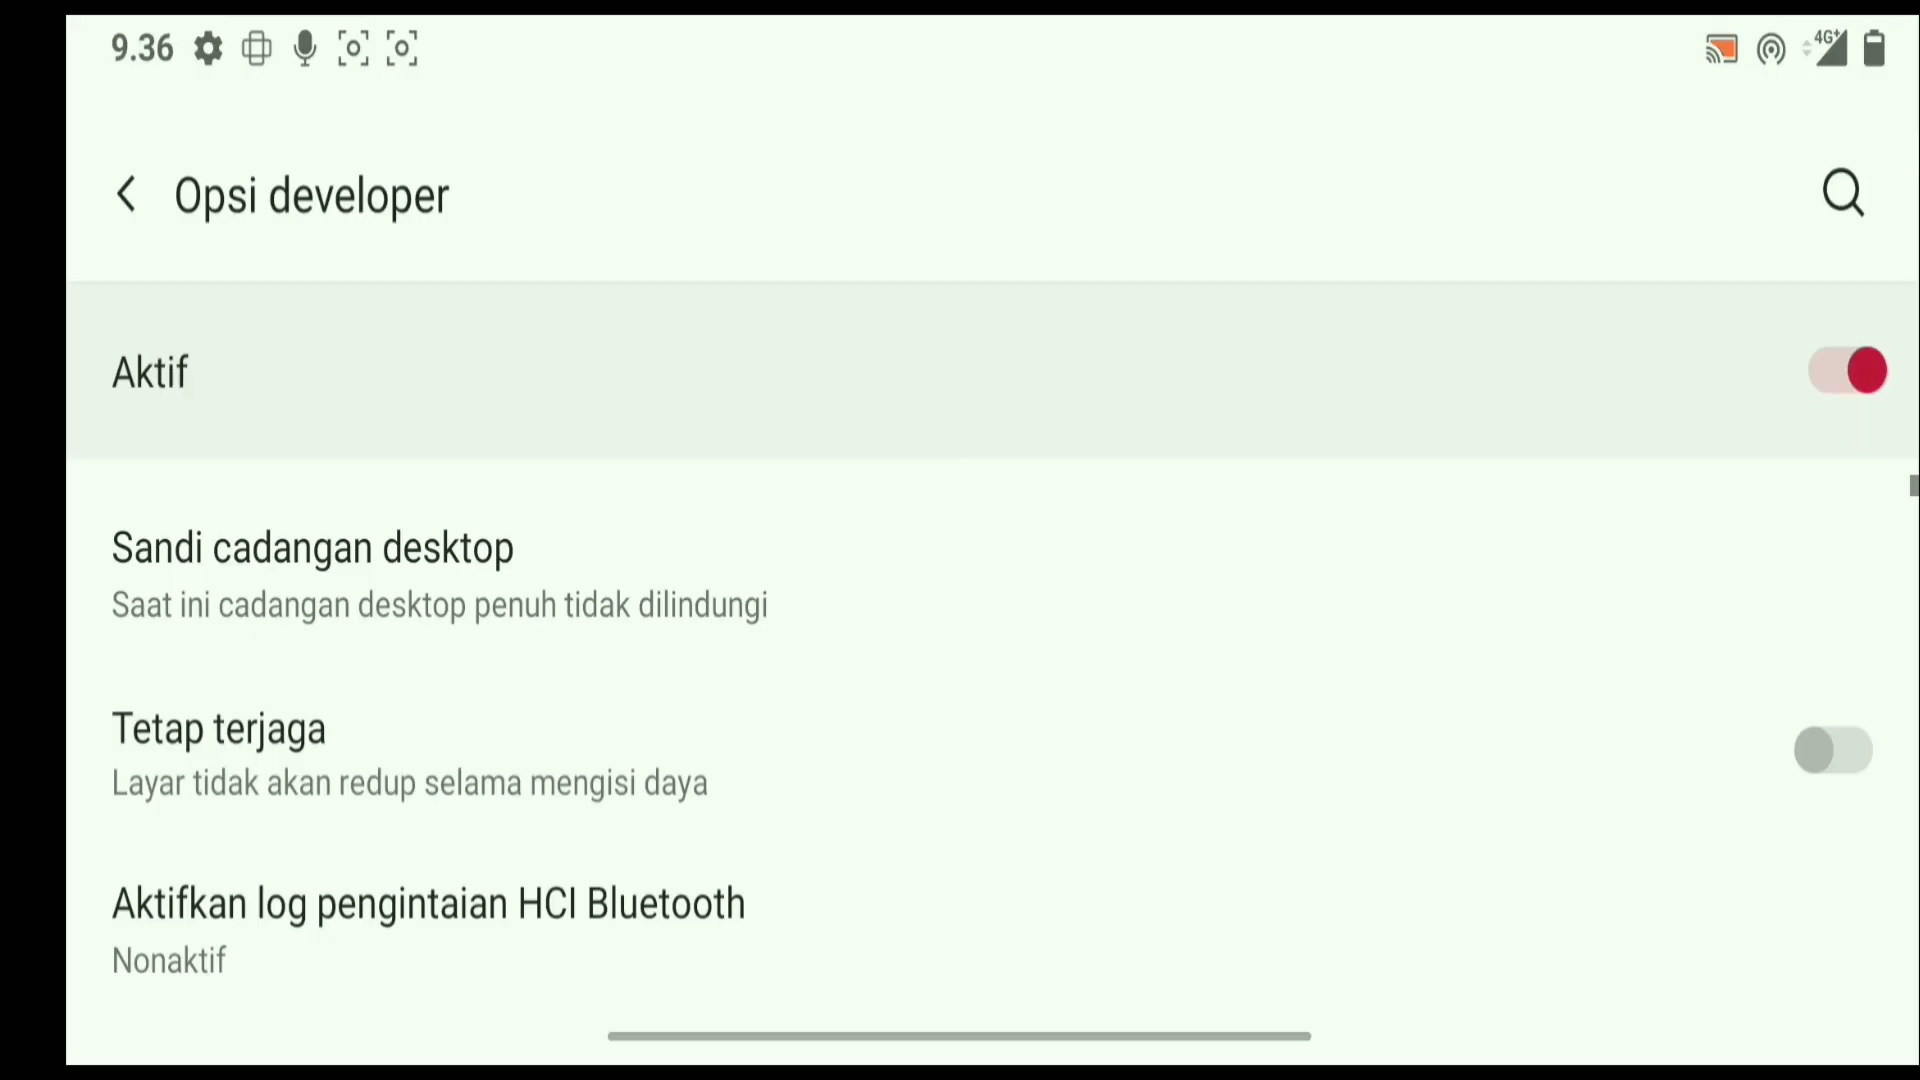 9.36
4G+
Opsi developer
Aktif
Sandi cadangan desktop
Saat ini cadangan desktop penuh tidak dilindungi
Tetap terjaga
Layar tidak akan redup selama mengisi daya
Aktifkan log pengintaian HCI Bluetooth
Nonaktif